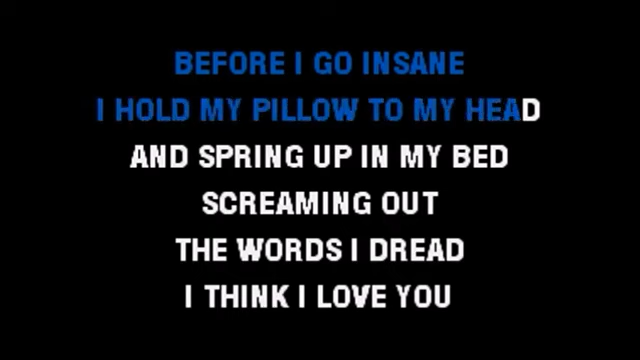 BEFORE I GO INSANE
I HOLD MY PILLOW TO MY HEAD
AND SPRING UP IN MY BED
SCREAMING OUT
THE WORDS I DREAD
I THINK I LOVE YOU